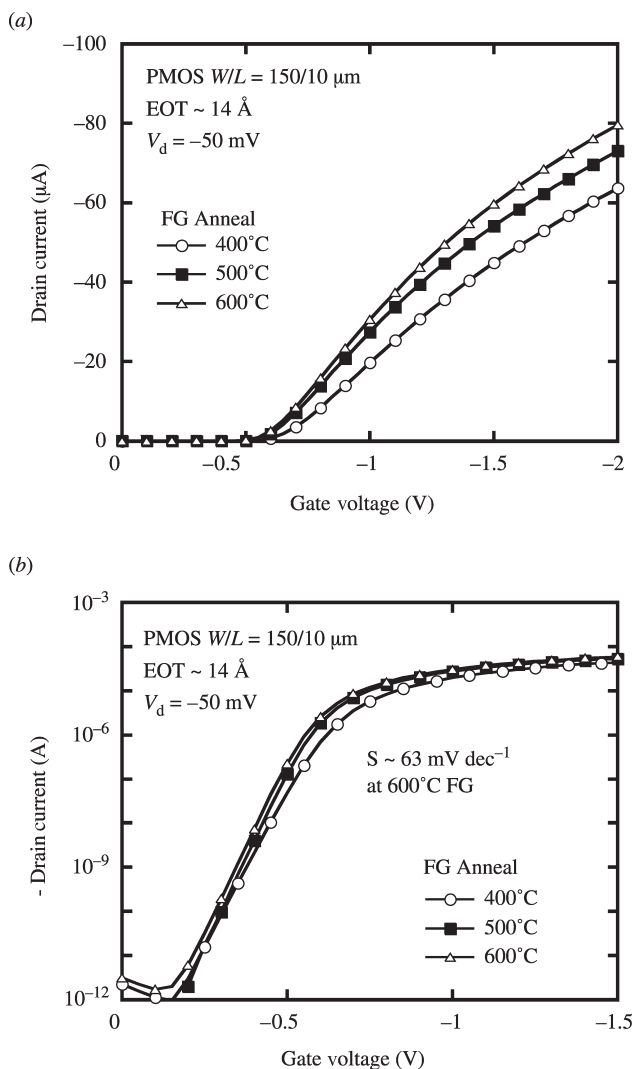 (a)
–100
–80
–60
–40
–20
0
Drain current (μA)
PMOS W/L = 150/10 μm
EOT ~ 14 Å
Vd = –50 mV
FG Anneal
400˚C
500˚C
600˚C
0
–0.5
–1
–1.5
–2
Gate voltage (V)
(b)
10–3
10–6
10–9
10–12
- Drain current (A)
PMOS W/L = 150/10 μm
EOT ~ 14 Å
Vd = –50 mV
S ~ 63 mV dec–1
at 600˚C FG
FG Anneal
400˚C
500˚C
600˚C
0
–0.5
–1
–1.5
Gate voltage (V)